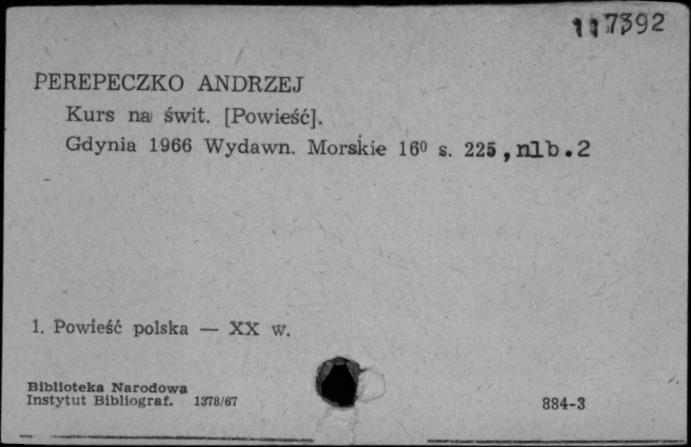 117392
PEREPECZKO ANDRZEJ
Kurs na świt. [Powieść].
Gdynia 1966 Wydawn. Morskie 16⁰ s. 225, nlb.2
1. Powieść polska — XX w.
Biblioteka Narodowa
Instytut Bibliograf. 1378/67
884-3